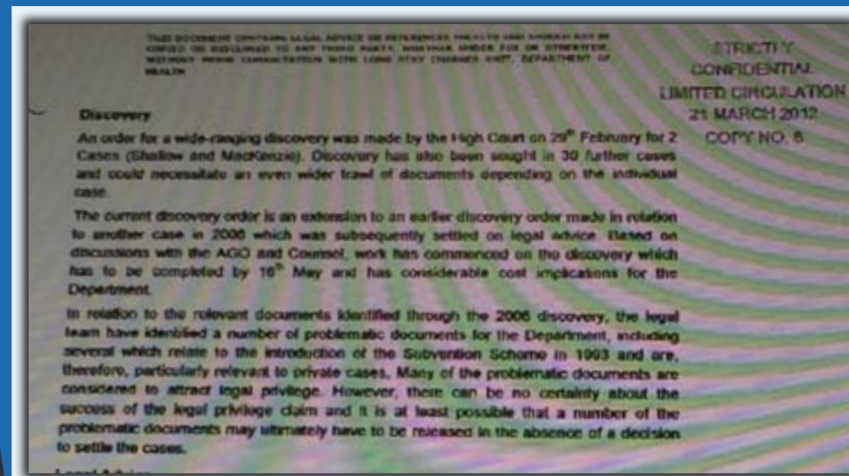 THIS DOCUMENT CONTAINS LEGAL ADVICE OR REFERENCES AND SHOULD NOT BE
COPIED OR DISCLOSED TO ANY THIRD PARTY, WHETHER UNDER FOI OR OTHERWISE,
WITHOUT PRIOR CONSULTATION WITH LONG STAY CHARGES UNIT, DEPARTMENT OF
HEALTH
STRICTLY
CONFIDENTIAL
LIMITED CIRCULATION
21 MARCH 2012
COPY NO. 6
Discovery
An order for a wide-ranging discovery was made by the High Court on 29th February for 2
Cases (Shallow and MacKenzie). Discovery has also been sought in 30 further cases
and could necessitate an even wider trawl of documents depending on the individual
case.
The current discovery order is an extension to an earlier discovery order made in relation
to another case in 2006 which was subsequently settled on legal advice. Based on
discussions with the AGO and Counsel, work has commenced on the discovery which
has to be completed by 16th May and has considerable cost implications for the
Department.
In relation to the relevant documents identified through the 2006 discovery, the legal
team have identified a number of problematic documents for the Department, including
several which relate to the introduction of the Subvention Scheme in 1993 and are,
therefore, particularly relevant to private cases. Many of the problematic documents are
considered to attract legal privilege. However, there can be no certainty about the
success of the legal privilege claim and it is at least possible that a number of the
problematic documents may ultimately have to be released in the absence of a decision
to settle the cases.